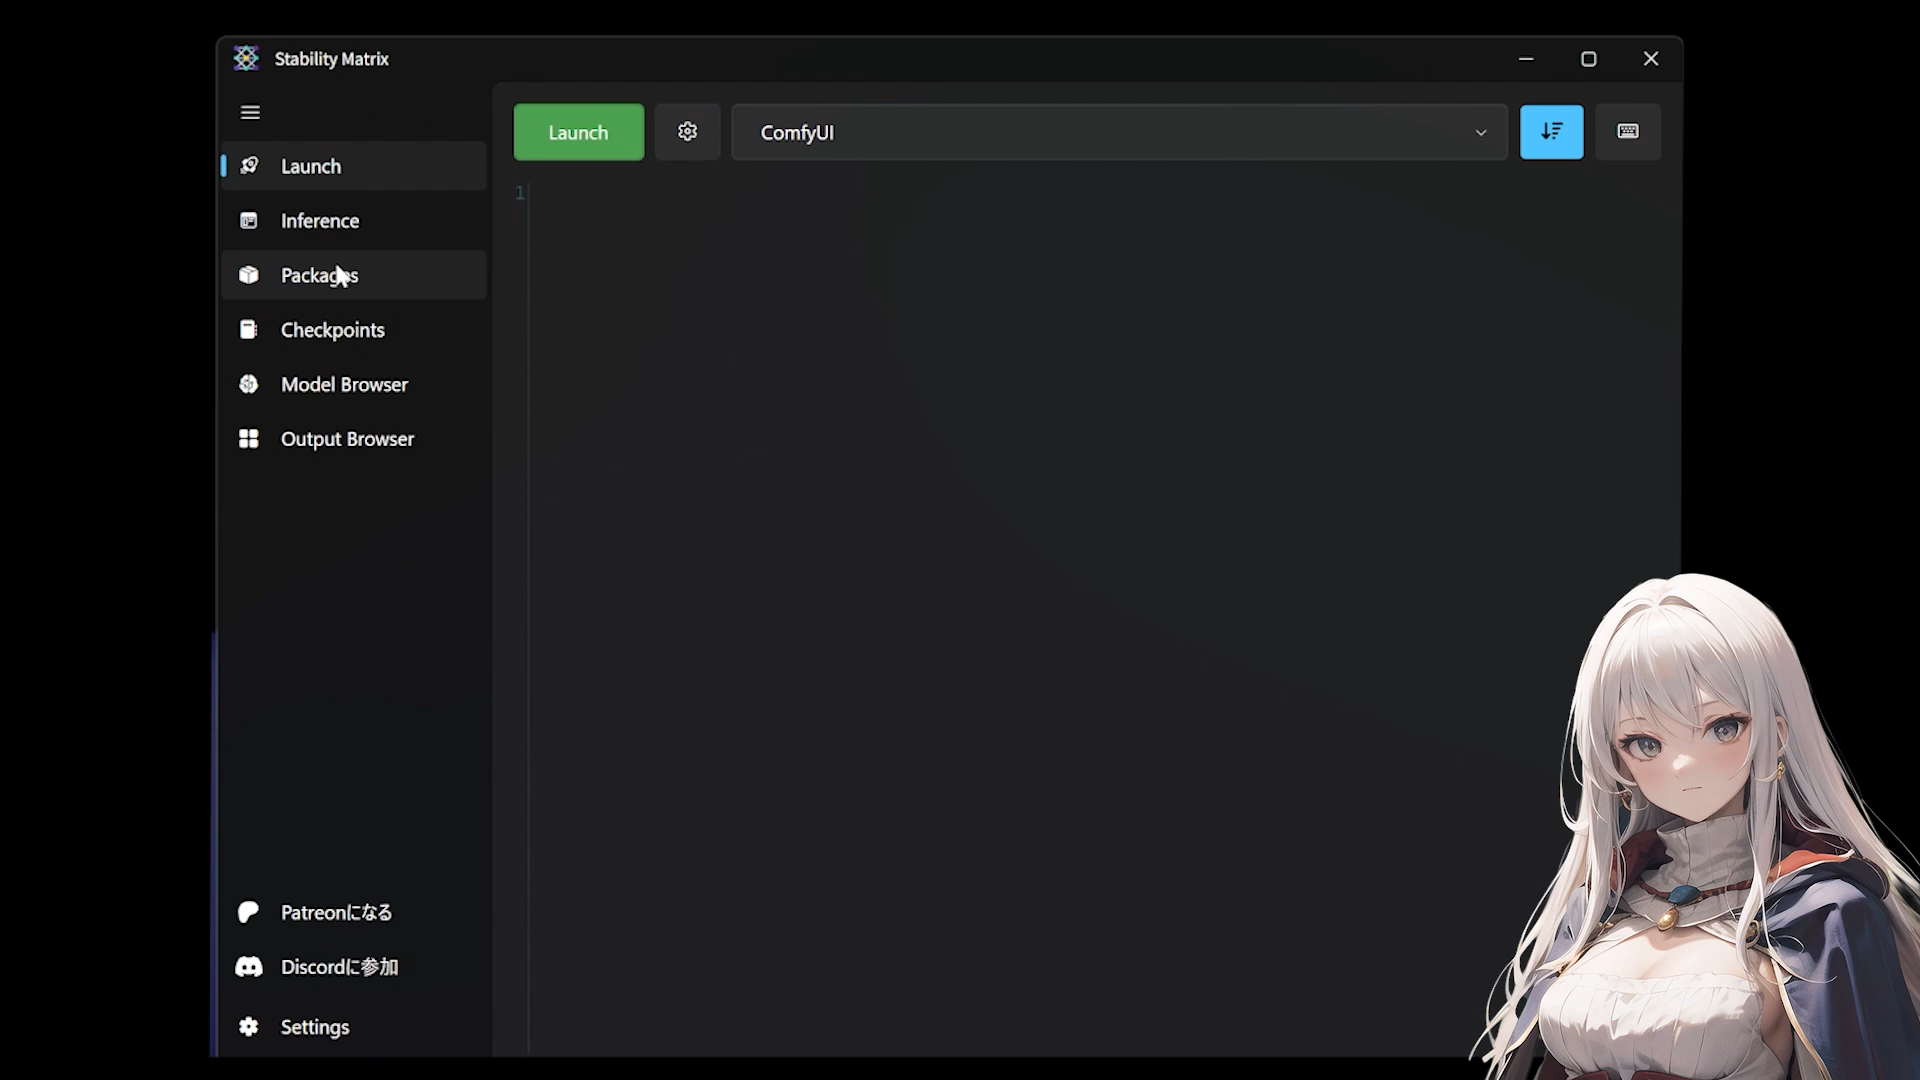 Stability Matrix
Launch
Inference
Packages
Checkpoints
Model Browser
Output Browser
Patreonになる
Discordに参加
Settings
Launch
ComfyUI
1